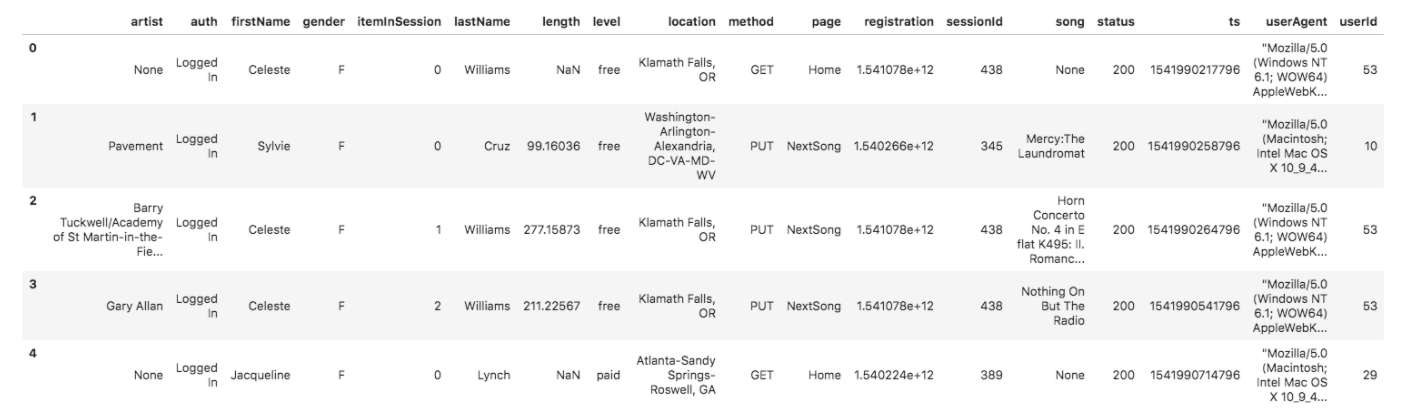 artist auth firstName gender itemInSession lastName length level location method page registration sessionId song status ts userAgent userId
0 None Logged In Celeste F 0 Williams NaN free Klamath Falls, OR GET Home 1.541078e+12 438 None 200 1541990217796 "Mozilla/5.0 (Windows NT 6.1; WOW64) AppleWebK... 53
1 Pavement Logged In Sylvie F 0 Cruz 99.16036 free Washington-Arlington-Alexandria, DC-VA-MD-WV PUT NextSong 1.540266e+12 345 Mercy:The Laundromat 200 1541990258796 "Mozilla/5.0 (Macintosh; Intel Mac OS X 10_9_4... 10
2 Barry Tuckwell/Academy of St Martin-in-the-Fie... Logged In Celeste F 1 Williams 277.15873 free Klamath Falls, OR PUT NextSong 1.541078e+12 438 Horn Concerto No. 4 in E flat K495: II. Romanc... 200 1541990264796 "Mozilla/5.0 (Windows NT 6.1; WOW64) AppleWebK... 53
3 Gary Allan Logged In Celeste F 2 Williams 211.22567 free Klamath Falls, OR PUT NextSong 1.541078e+12 438 Nothing On But The Radio 200 1541990541796 "Mozilla/5.0 (Windows NT 6.1; WOW64) AppleWebK... 53
4 None Logged In Jacqueline F 0 Lynch NaN paid Atlanta-Sandy Springs-Roswell, GA GET Home 1.540224e+12 389 None 200 1541990714796 "Mozilla/5.0 (Macintosh; Intel Mac OS X 10_9_4... 29